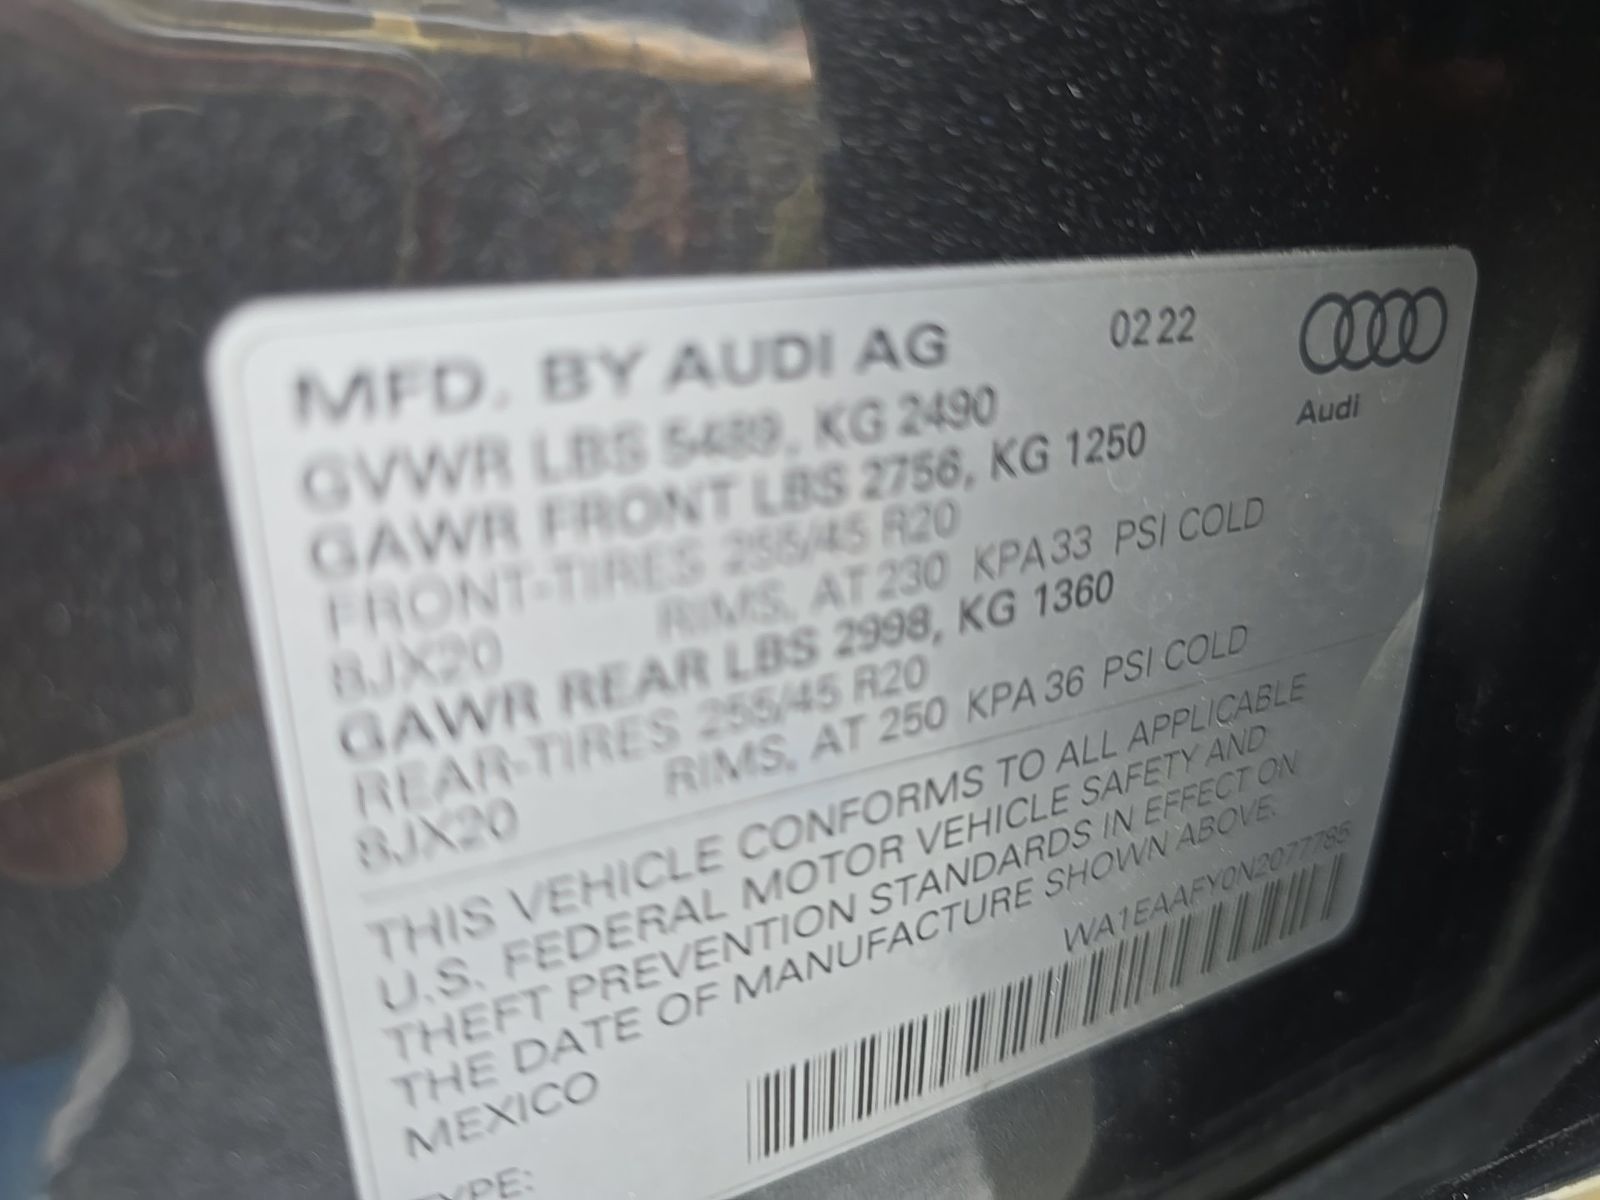 MFD. BY AUDI AG 02 22
Audi
GVWR LBS 5489, KG 2490
GAWR FRONT LBS 2756, KG 1250
FRONT-TIRES 255/45 R20
8JX20 RIMS, AT 230 KPA 33 PSI COLD
GAWR REAR LBS 2998, KG 1360
REAR-TIRES 255/45 R20
8JX20 RIMS, AT 250 KPA 36 PSI COLD
THIS VEHICLE CONFORMS TO ALL APPLICABLE
U.S. FEDERAL MOTOR VEHICLE SAFETY AND
THEFT PREVENTION STANDARDS IN EFFECT ON
THE DATE OF MANUFACTURE SHOWN ABOVE.
MEXICO WA1EAAFY0N2077785
TYPE: